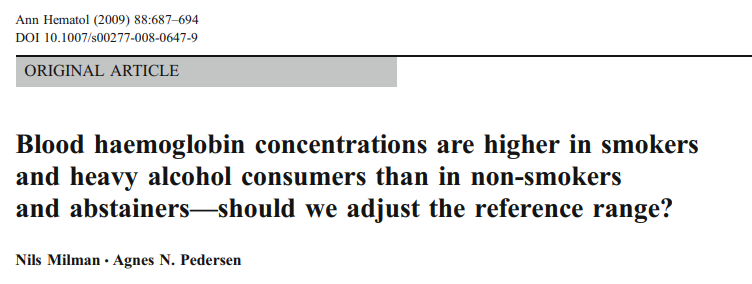 Ann Hematol (2009) 88:687–694
DOI 10.1007/s00277-008-0647-9
ORIGINAL ARTICLE
Blood haemoglobin concentrations are higher in smokers
and heavy alcohol consumers than in non-smokers
and abstainers—should we adjust the reference range?
Nils Milman · Agnes N. Pedersen